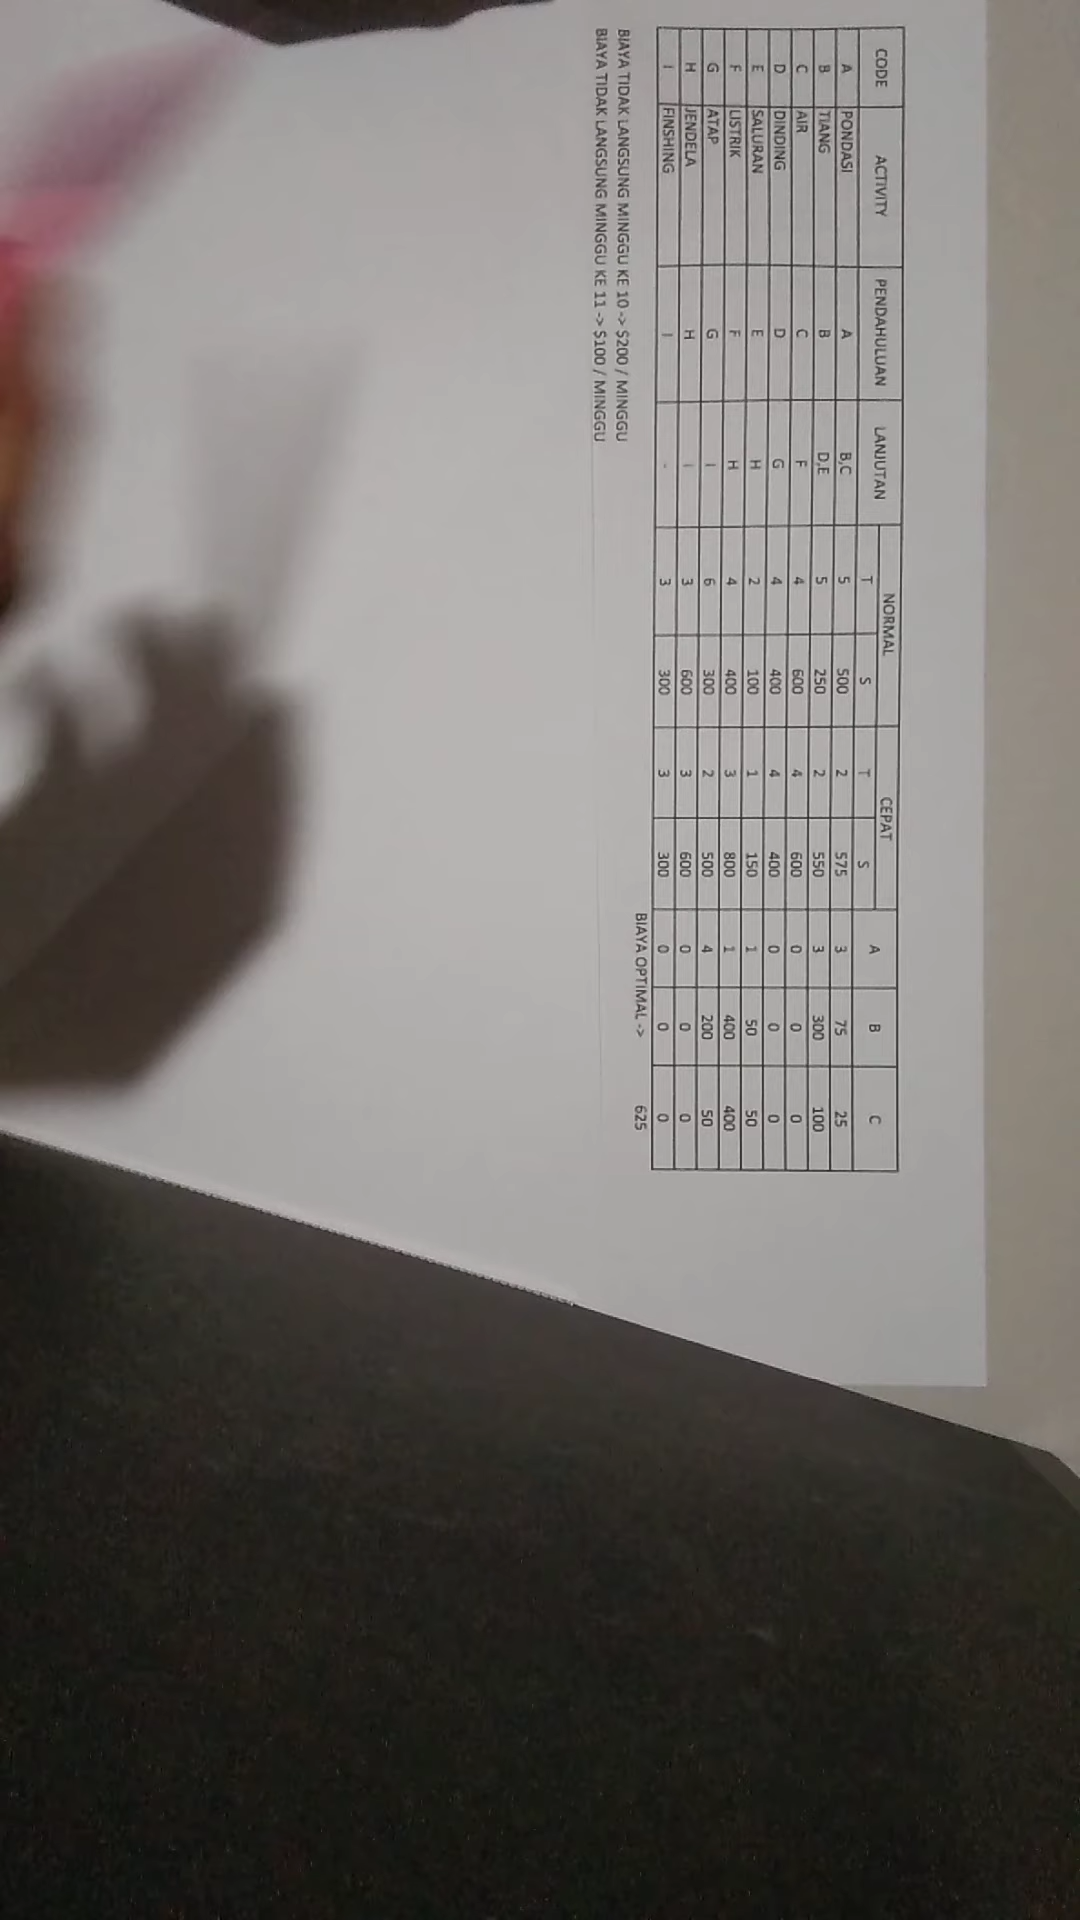 CODE ACTIVITY PENDAHULUAN LANJUTAN NORMAL CEPAT A B C
T S T S
A PONDASI A B,C 5 500 2 575 3 75 25
B TIANG B D,E 5 250 2 550 3 300 100
C AIR C F 4 600 4 600 0 0 0
D DINDING D G 4 400 4 400 0 0 0
E SALURAN E H 2 100 1 150 1 50 50
F LISTRIK F H 4 400 3 800 1 400 400
G ATAP G I 6 300 2 500 4 200 50
H JENDELA H I 3 600 3 600 0 0 0
I FINSHING I - 3 300 3 300 0 0 0
BIAYA OPTIMAL -> 625
BIAYA TIDAK LANGSUNG MINGGU KE 10 -> $200 / MINGGU
BIAYA TIDAK LANGSUNG MINGGU KE 11 -> $100 / MINGGU